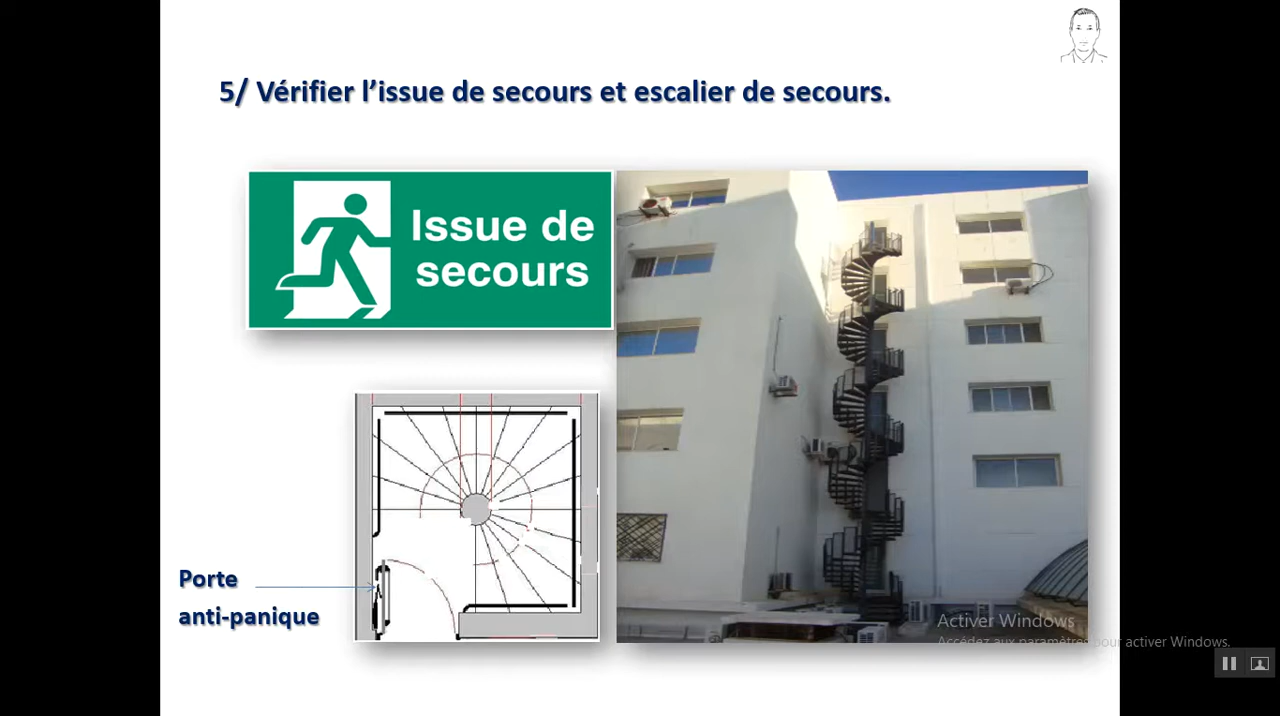 5/ Vérifier l’issue de secours et escalier de secours.
Issue de
secours
Porte
anti-panique
Activer Windows
Accédez aux paramètres pour activer Windows.